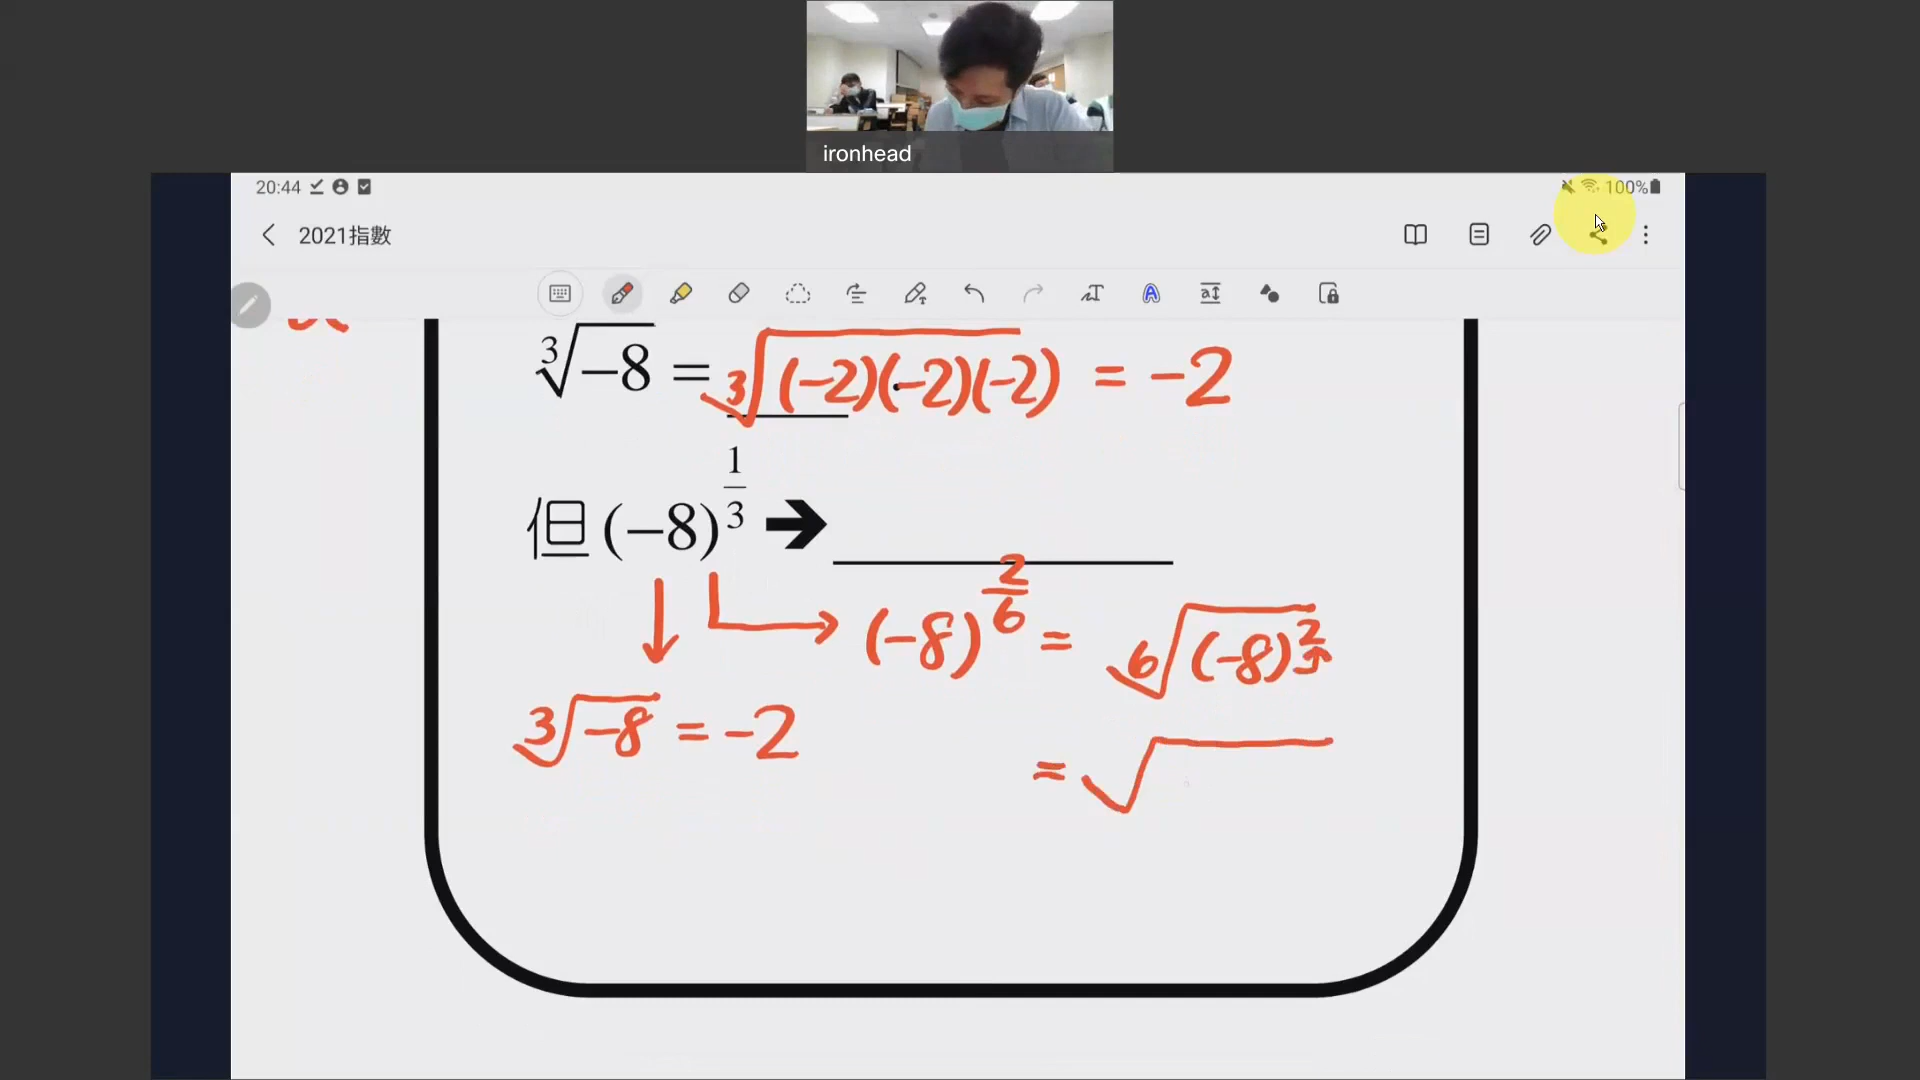 ironhead
20:44
100%
2021指數
∛−8 = ∛(−2)(−2)(−2) = −2
但 (−8)^(1/3) ➔ ______
(−8)^(2/6) = ⁶√(−8)²
∛−8 = −2
= √